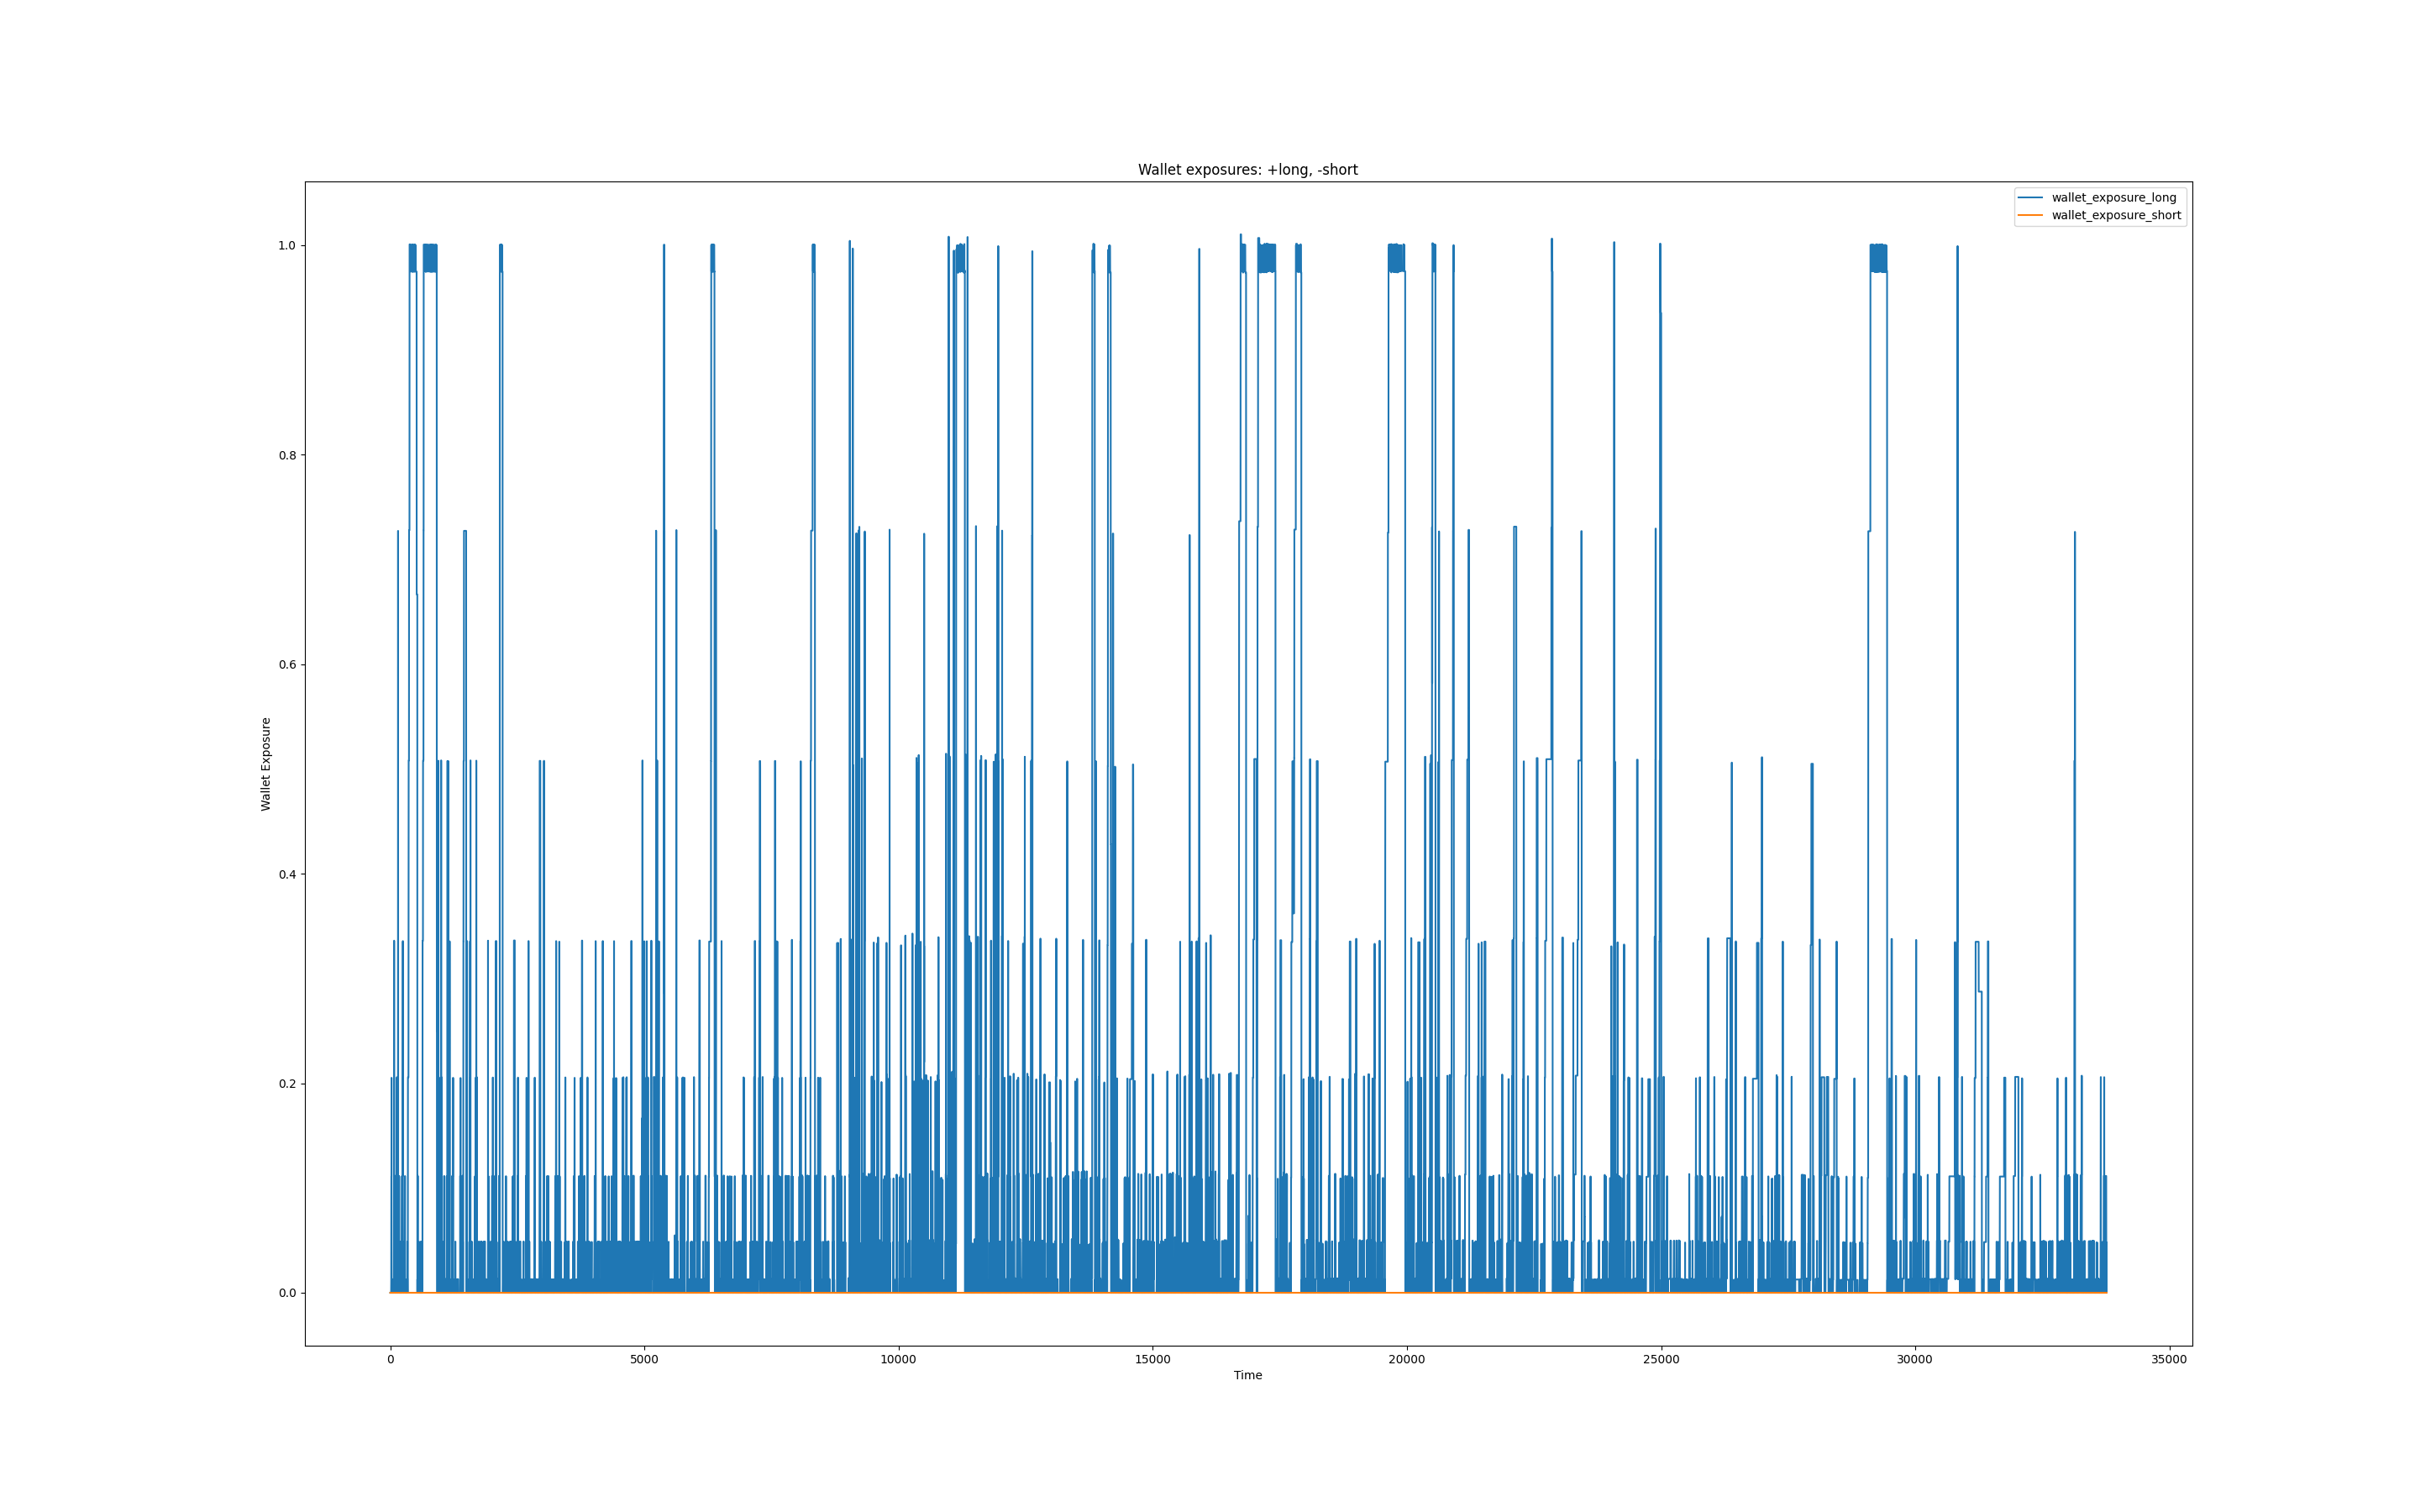 Wallet exposures: +long, -short
wallet_exposure_long
wallet_exposure_short
1.0
0.8
0.6
0.4
0.2
0.0
Wallet Exposure
0 5000 10000 15000 20000 25000 30000 35000
Time